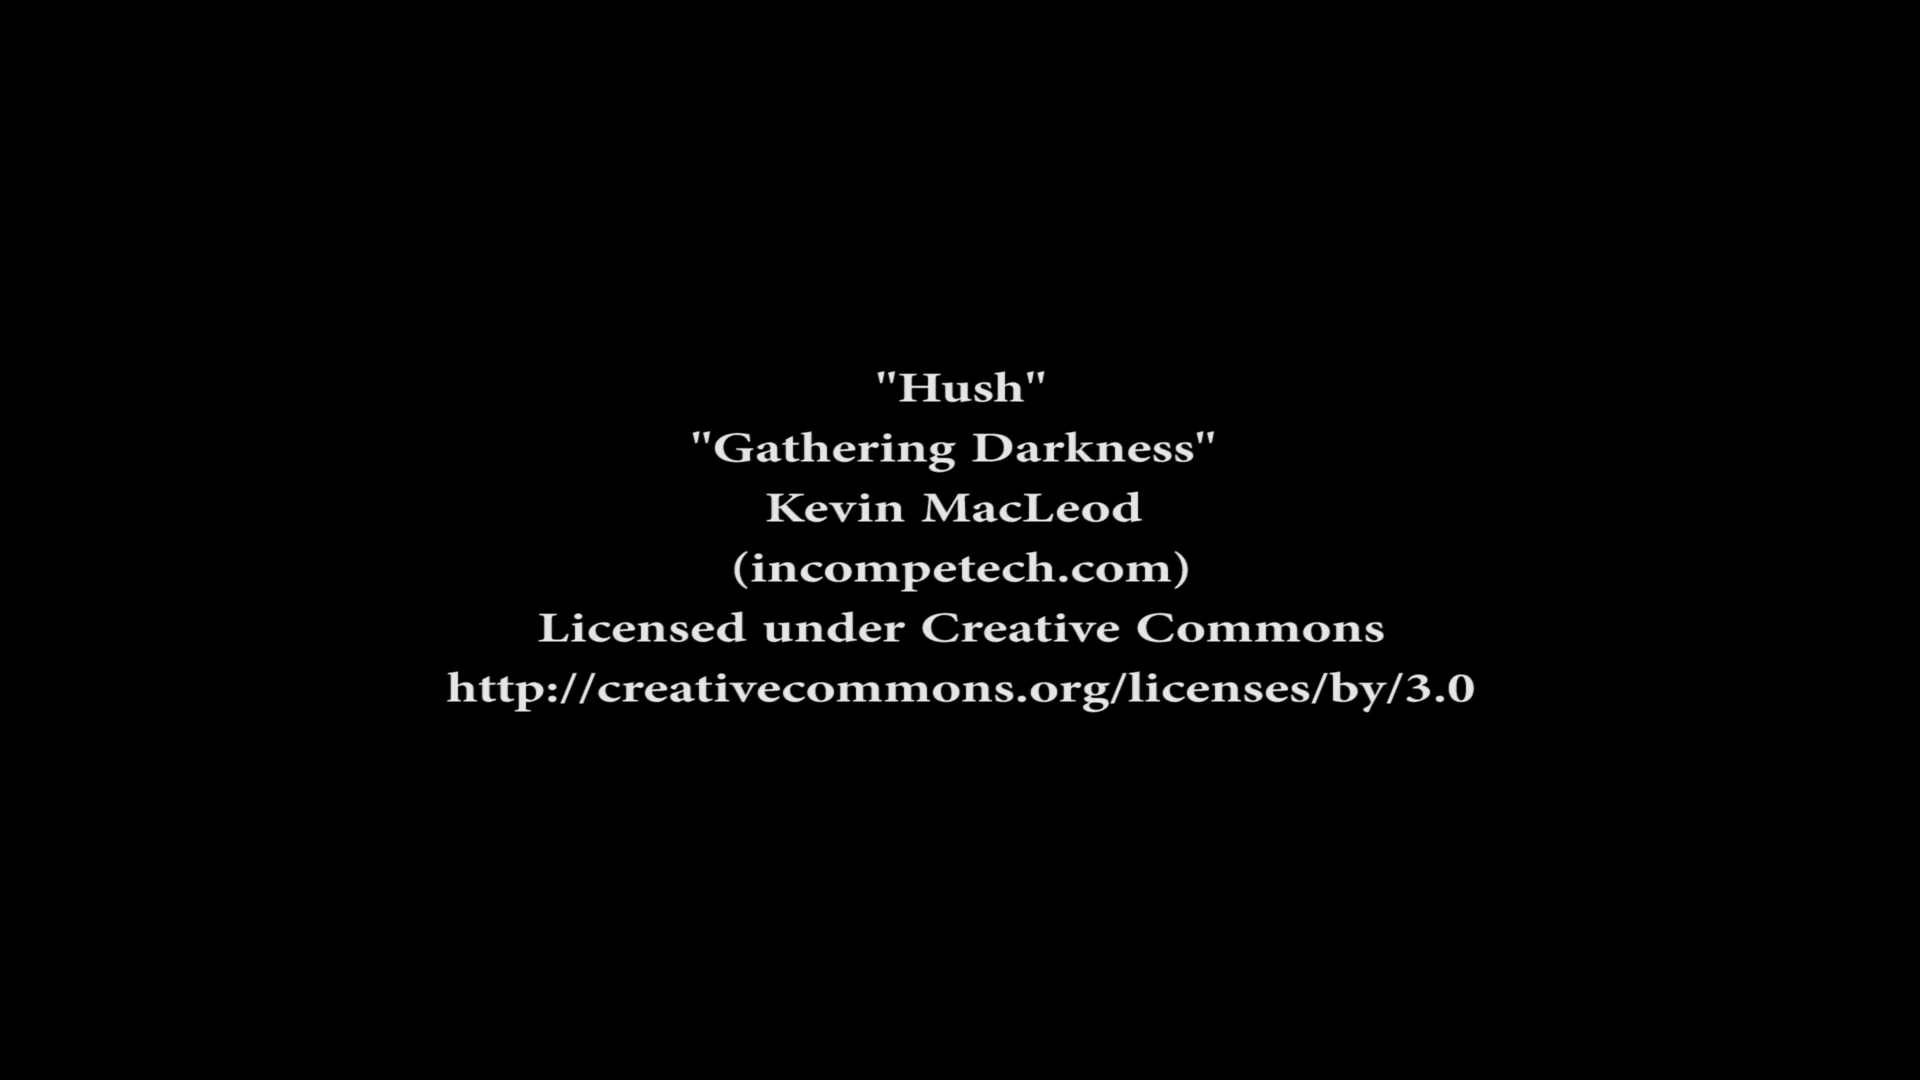 "Hush"
"Gathering Darkness"
Kevin MacLeod
(incompetech.com)
Licensed under Creative Commons
http://creativecommons.org/licenses/by/3.0